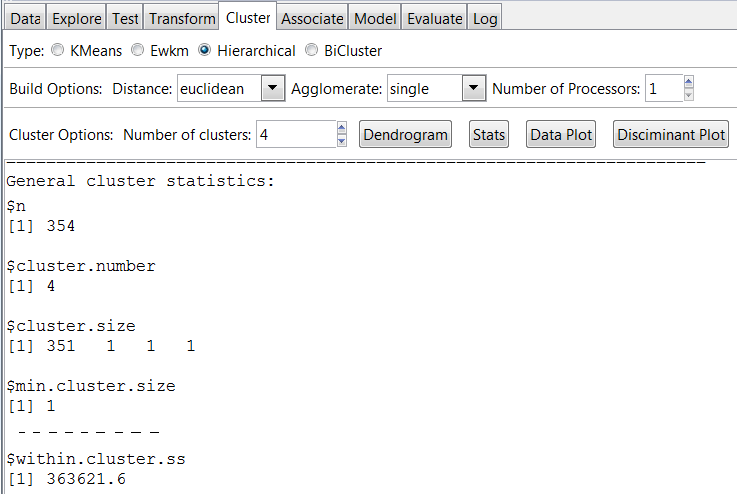 Data Explore Test Transform Cluster Associate Model Evaluate Log
Type: KMeans Ewkm Hierarchical BiCluster
Build Options: Distance: euclidean Agglomerate: single Number of Processors: 1
Cluster Options: Number of clusters: 4 Dendrogram Stats Data Plot Disciminant Plot
General cluster statistics:
$n
[1] 354
$cluster.number
[1] 4
$cluster.size
[1] 351 1 1 1
$min.cluster.size
[1] 1
$within.cluster.ss
[1] 363621.6